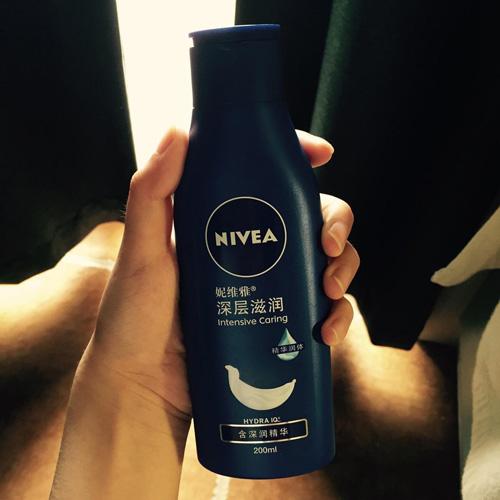 NIVEA
妮维雅®
深层滋润
Intensive Caring
精华润体
HYDRA IQ
含深润精华
200ml